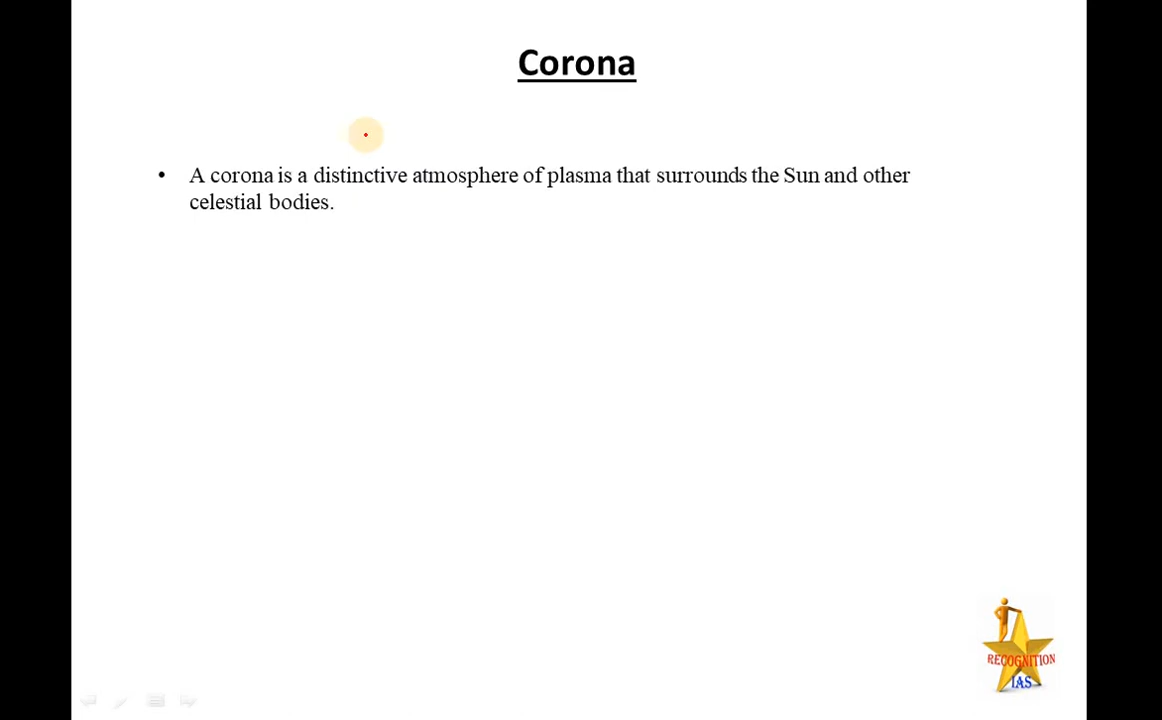 Corona
• A corona is a distinctive atmosphere of plasma that surrounds the Sun and other
celestial bodies.
RECOGNITION
IAS